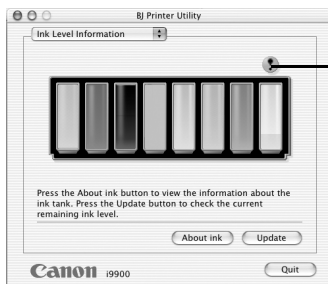 BJ Printer Utility
Ink Level Information
Press the About ink button to view the information about the
ink tank. Press the Update button to check the current
remaining ink level.
About ink
Update
Canon i9900
Quit